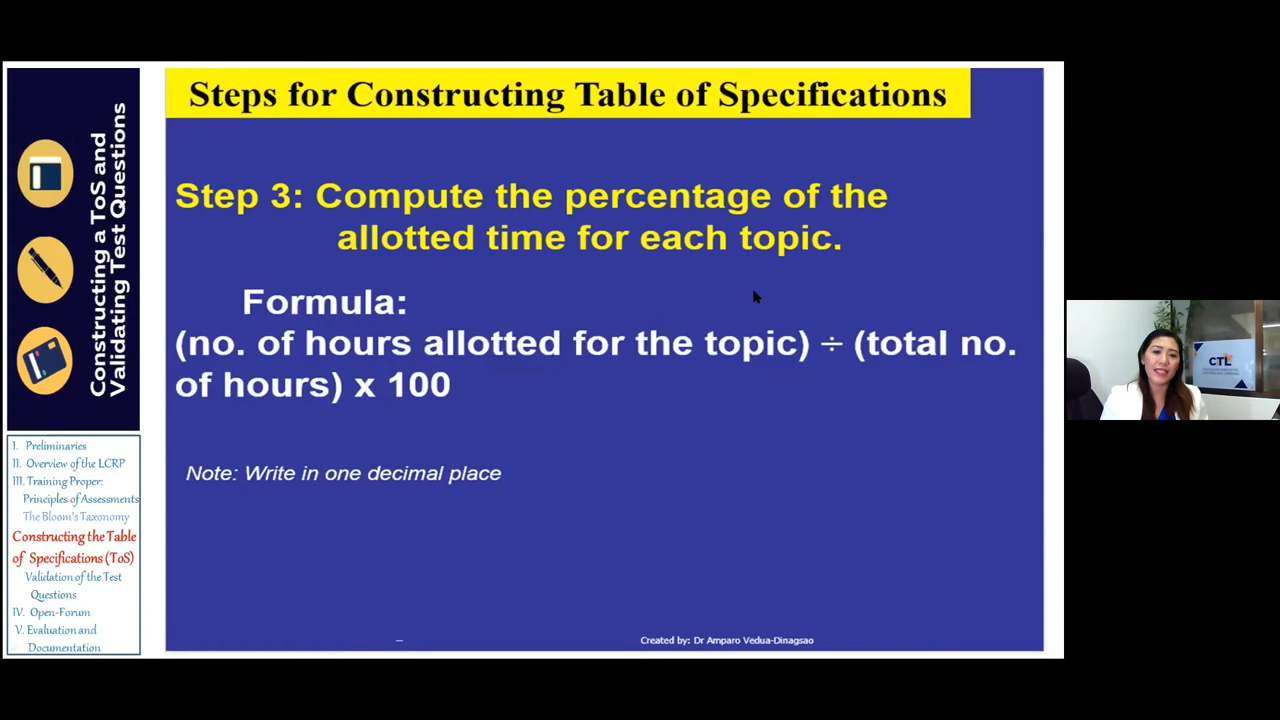 Steps for Constructing Table of Specifications
Step 3: Compute the percentage of the
allotted time for each topic.
Formula:
(no. of hours allotted for the topic) ÷ (total no.
of hours) x 100
Note: Write in one decimal place
Created by: Dr Amparo Vedua-Dinagsao
Constructing a ToS and
Validating Test Questions
I. Preliminaries
II. Overview of the LCRP
III. Training Proper:
Principles of Assessments
The Bloom's Taxonomy
Constructing the Table
of Specifications (ToS)
Validation of the Test
Questions
IV. Open-Forum
V. Evaluation and
Documentation
CTL